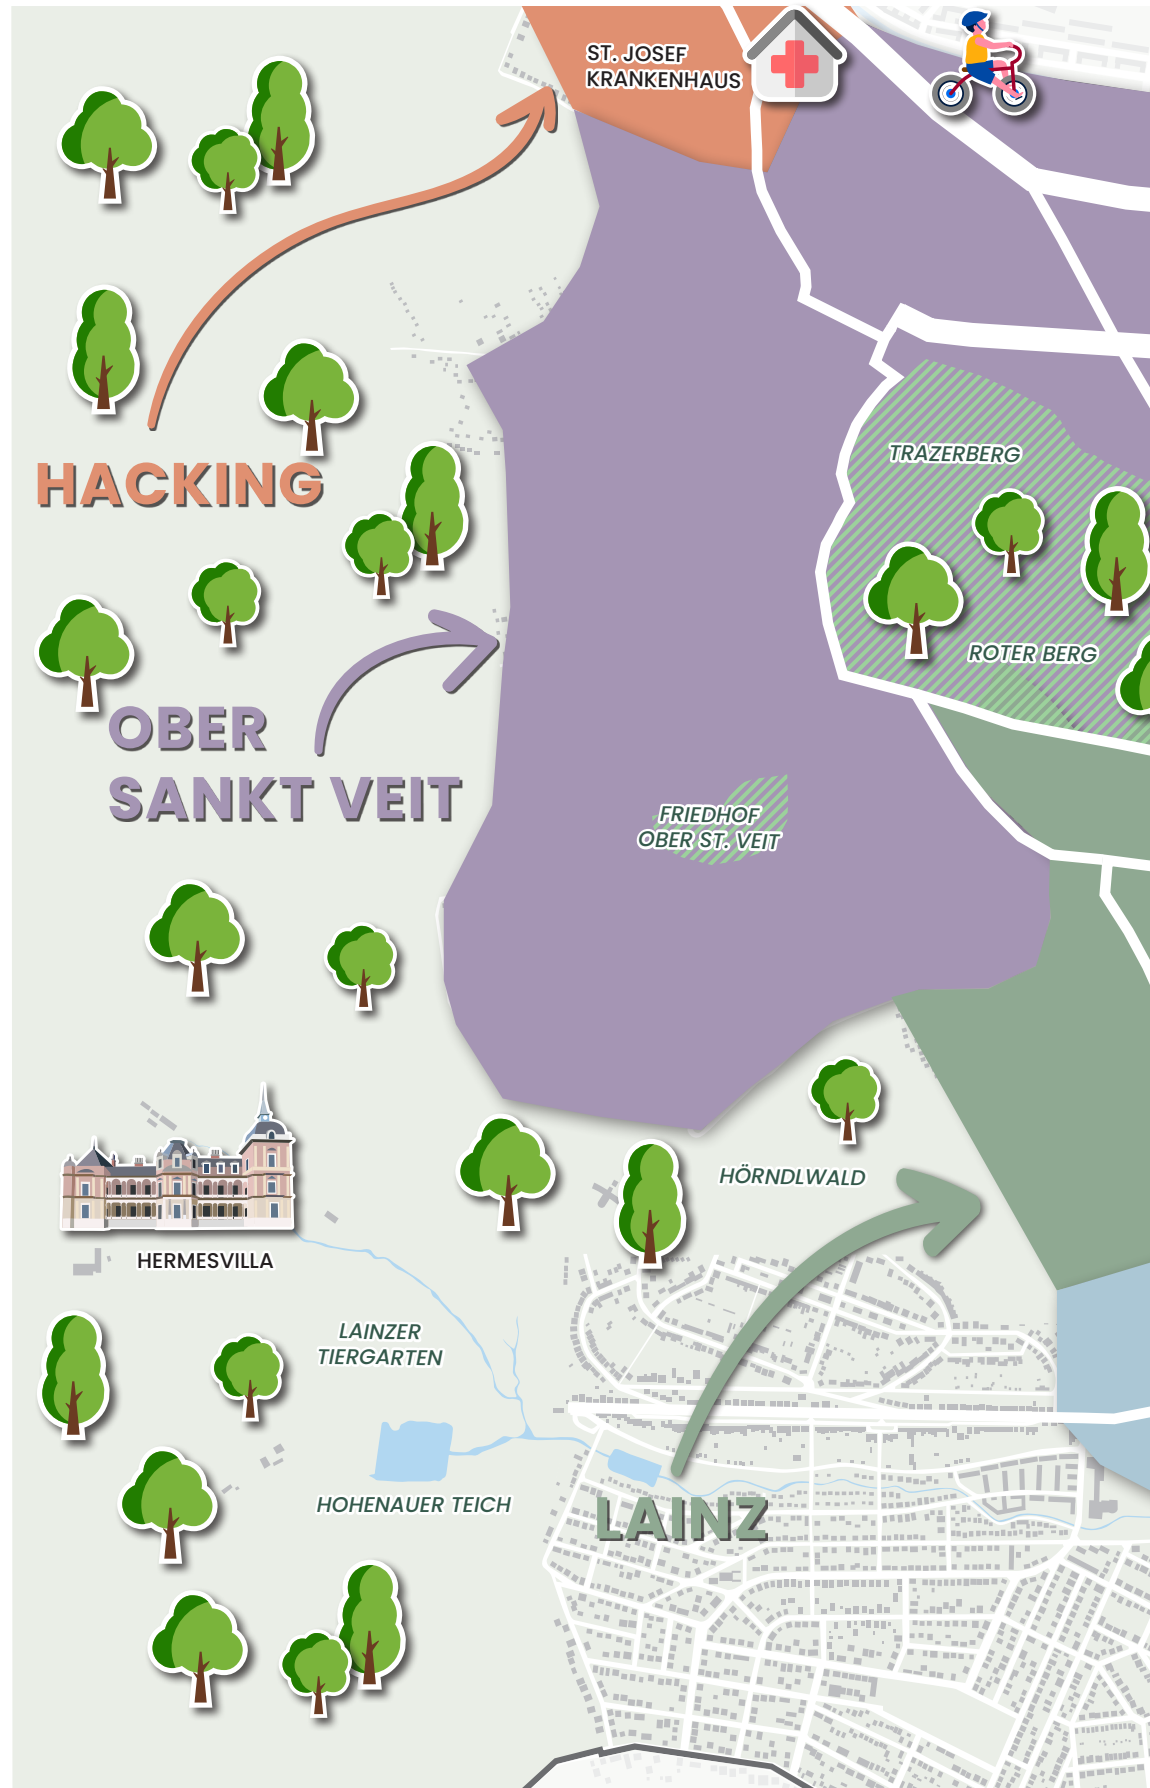 ST. JOSEF
KRANKENHAUS
TRAZERBERG
HACKING
ROTER BERG
OBER
SANKT VEIT
FRIEDHOF
OBER ST. VEIT
HÖRNDLWALD
HERMESVILLA
LAINZER
TIERGARTEN
HOHENAUER TEICH
LAINZ